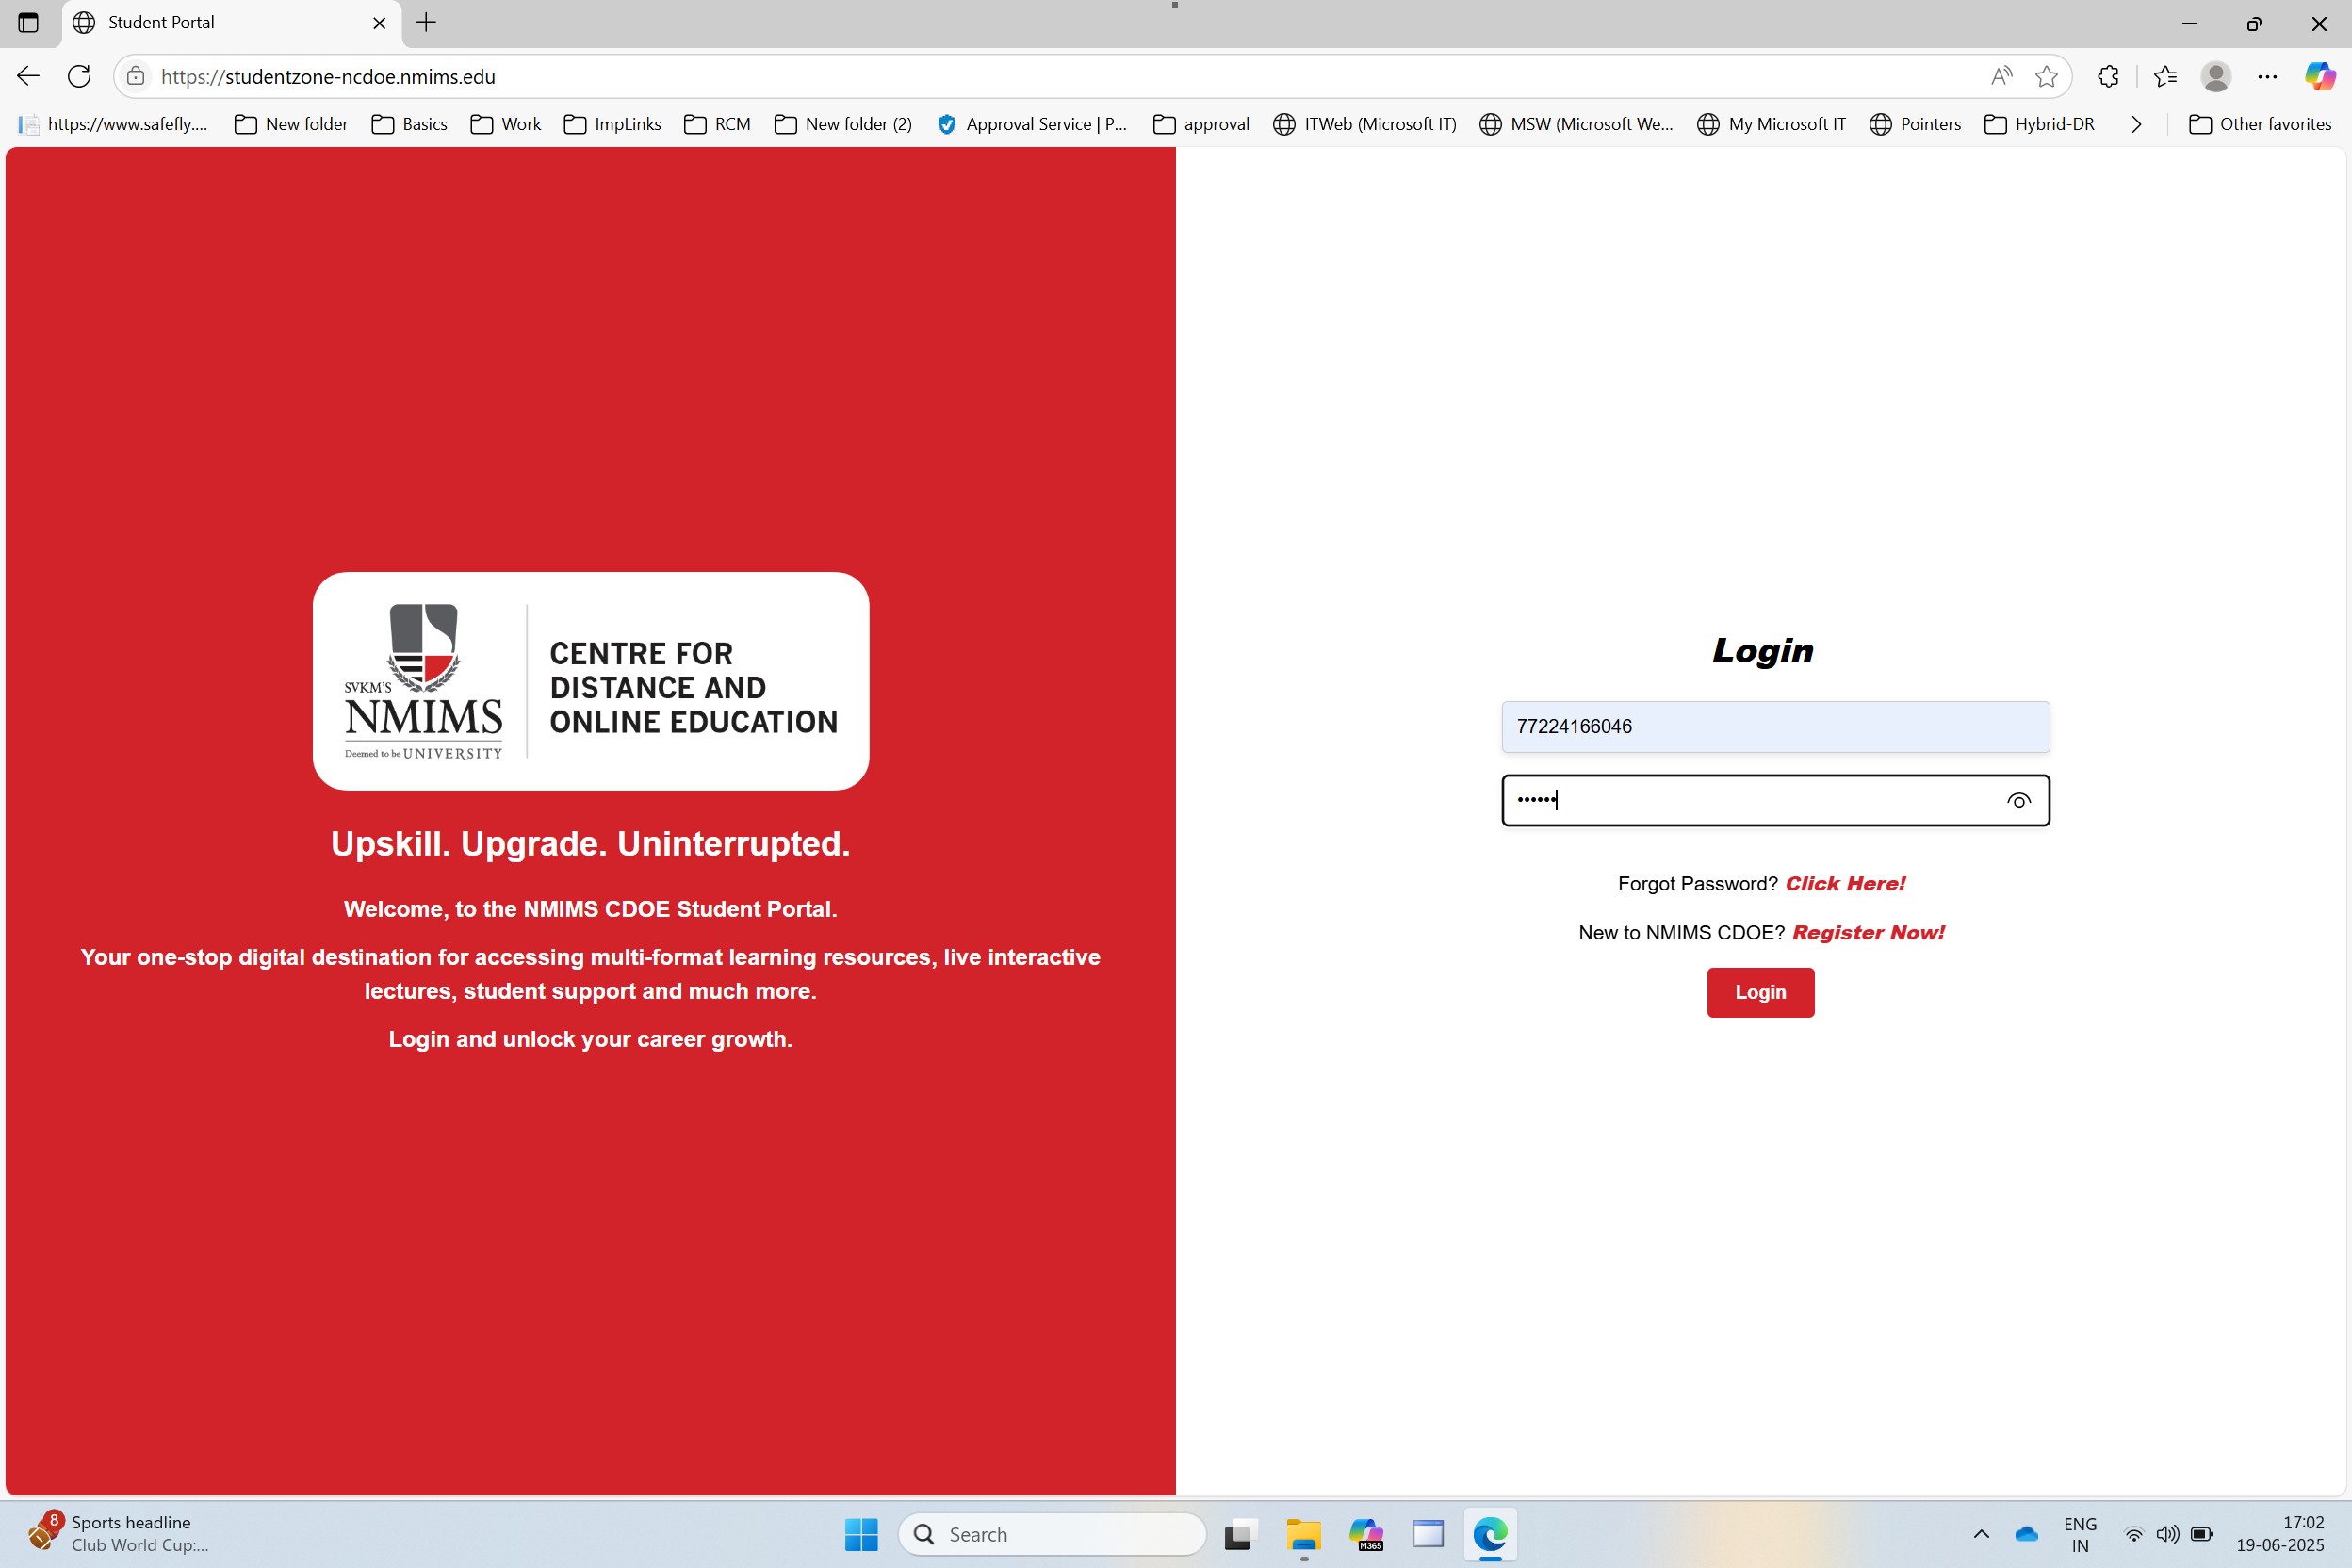 Student Portal
https://studentzone-ncdoe.nmims.edu
https://www.safefly....
New folder
Basics
Work
ImpLinks
RCM
New folder (2)
Approval Service | P...
approval
ITWeb (Microsoft IT)
MSW (Microsoft We...
My Microsoft IT
Pointers
Hybrid-DR
Other favorites
SVKM'S
NMIMS
Deemed to be UNIVERSITY
CENTRE FOR
DISTANCE AND
ONLINE EDUCATION
Upskill. Upgrade. Uninterrupted.
Welcome, to the NMIMS CDOE Student Portal.
Your one-stop digital destination for accessing multi-format learning resources, live interactive
lectures, student support and much more.
Login and unlock your career growth.
Login
77224166046
••••••
Forgot Password? Click Here!
New to NMIMS CDOE? Register Now!
Login
8
Sports headline
Club World Cup:...
Search
M365
ENG
IN
17:02
19-06-2025